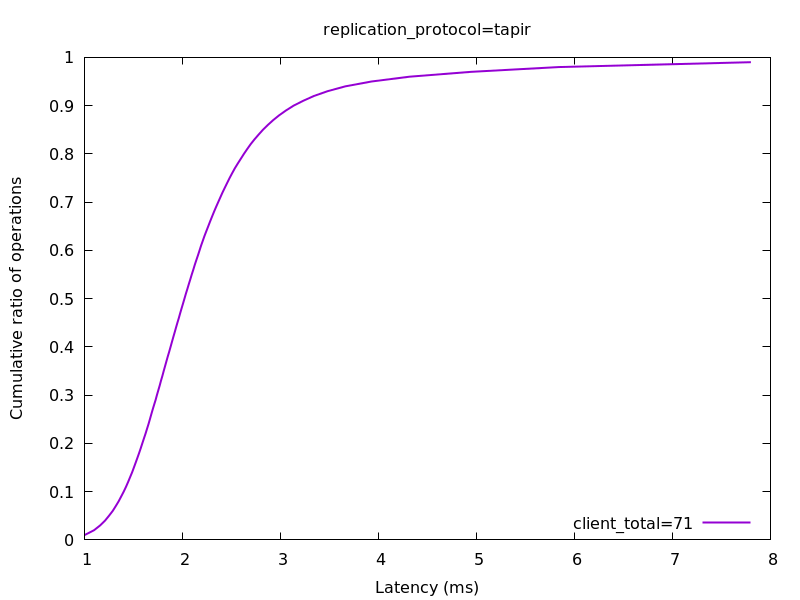 replication_protocol=tapir
1
0.9
0.8
0.7
0.6
0.5
0.4
0.3
0.2
0.1
0
Cumulative ratio of operations
client_total=71
1 2 3 4 5 6 7 8
Latency (ms)